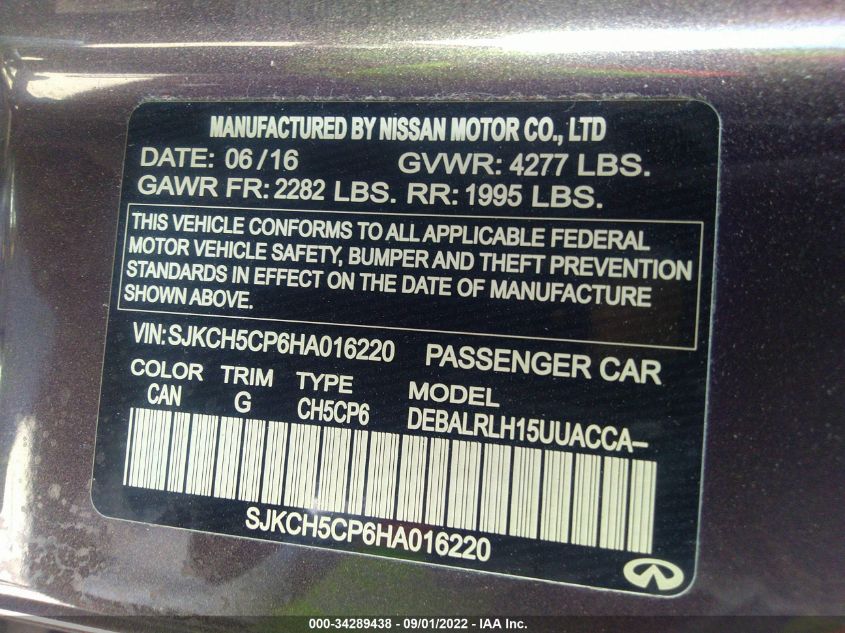 MANUFACTURED BY NISSAN MOTOR CO., LTD
DATE: 06/16 GVWR: 4277 LBS.
GAWR FR: 2282 LBS. RR: 1995 LBS.
THIS VEHICLE CONFORMS TO ALL APPLICABLE FEDERAL
MOTOR VEHICLE SAFETY, BUMPER AND THEFT PREVENTION
STANDARDS IN EFFECT ON THE DATE OF MANUFACTURE
SHOWN ABOVE.
VIN: SJKCH5CP6HA016220 PASSENGER CAR
COLOR TRIM TYPE MODEL
CAN G CH5CP6 DEBALRLH15UUACCA-
SJKCH5CP6HA016220
000-34289438 - 09/01/2022 - IAA Inc.